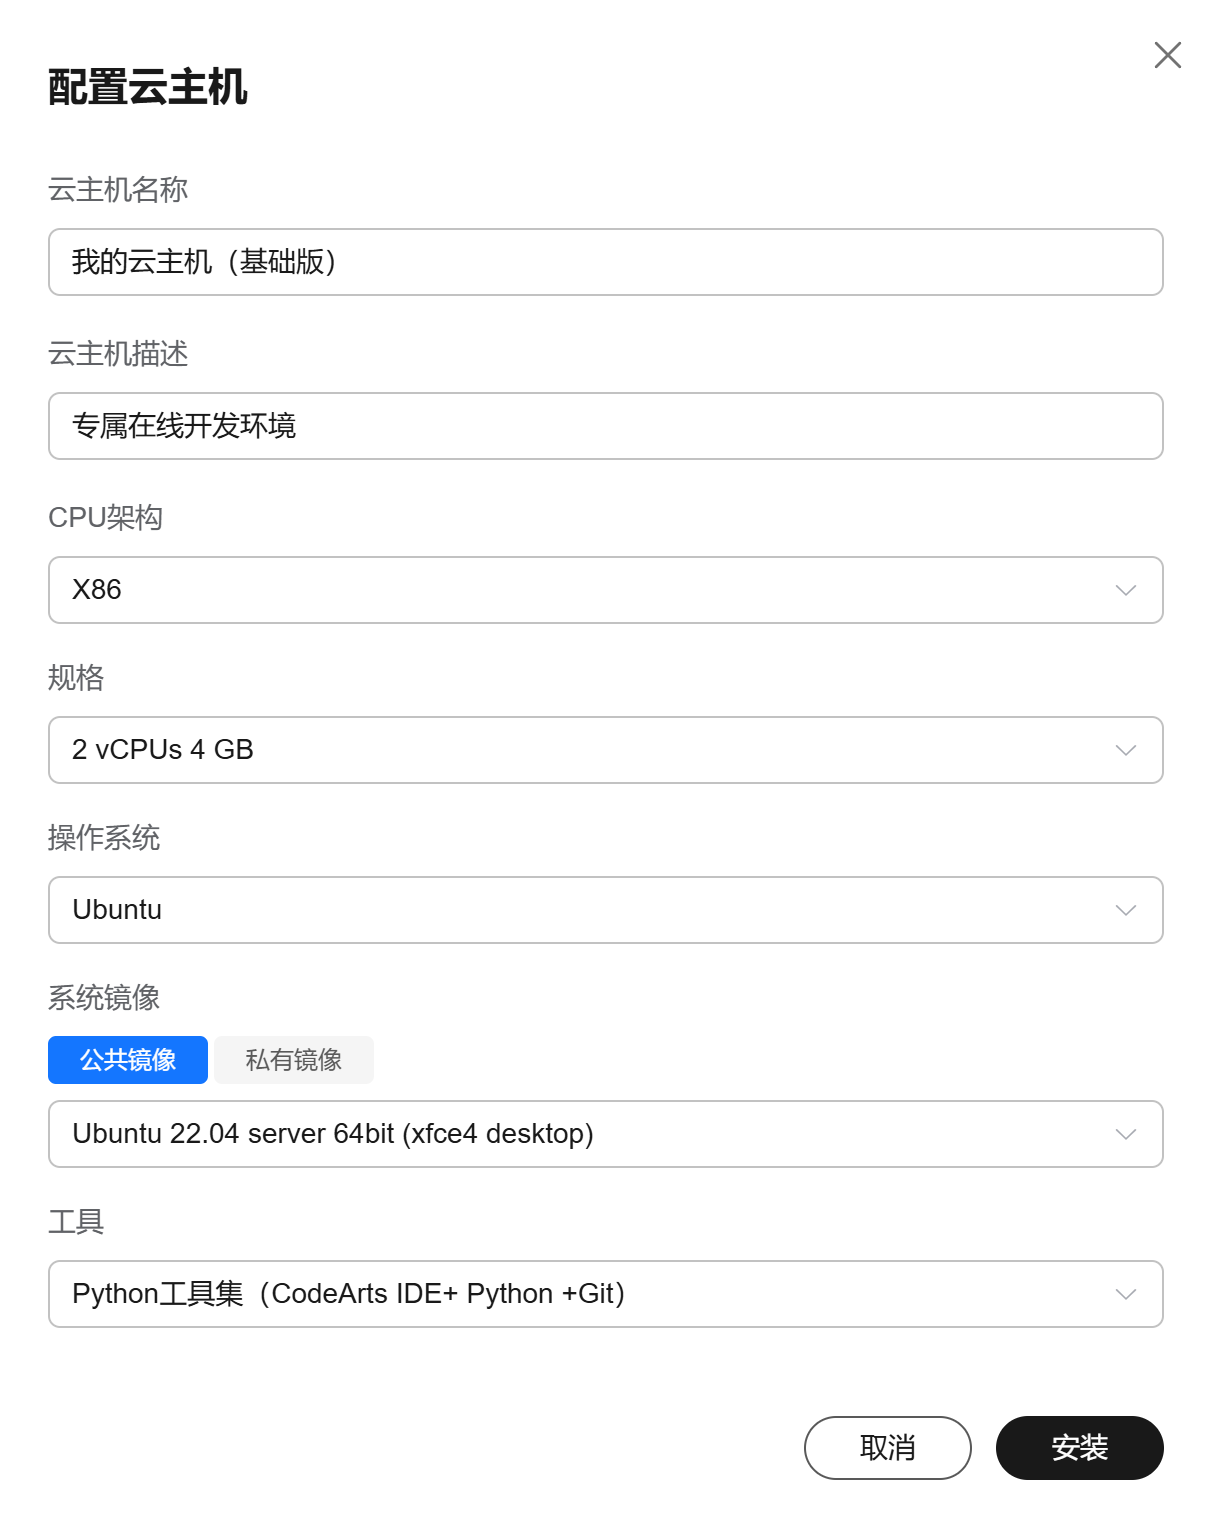 配置云主机
云主机名称
我的云主机（基础版）
云主机描述
专属在线开发环境
CPU架构
X86
规格
2 vCPUs 4 GB
操作系统
Ubuntu
系统镜像
公共镜像 私有镜像
Ubuntu 22.04 server 64bit (xfce4 desktop)
工具
Python工具集（CodeArts IDE+ Python +Git）
取消 安装